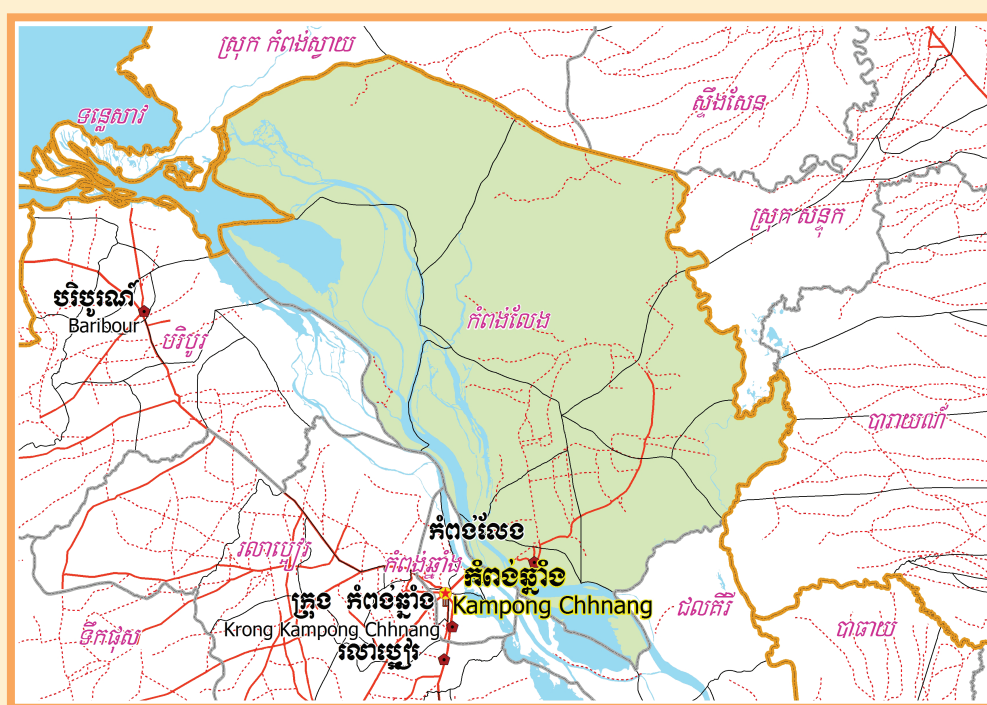 ស្រុក កំពង់ស្វាយ
ស្ទឹងសែន
ទន្លេសាប
ស្រុក សន្ទុក
បរិបូរណ៍
Baribour
បរិបូរ
កំពង់លែង
បារាយណ៍
កំពង់លែង
រលាប្អៀរ
កំពង់ឆ្នាំង
កំពង់ឆ្នាំង
Kampong Chhnang
ក្រុង កំពង់ឆ្នាំង
Krong Kampong Chhnang
រលាប្អៀរ
ទឹកផុស
ជលគីរី
បាធាយ